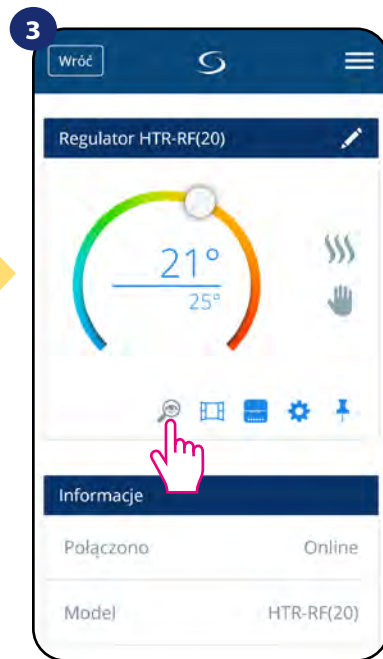 3
Wróć
Regulator HTR-RF(20)
21°
25°
Informacje
Połączono Online
Model HTR-RF(20)